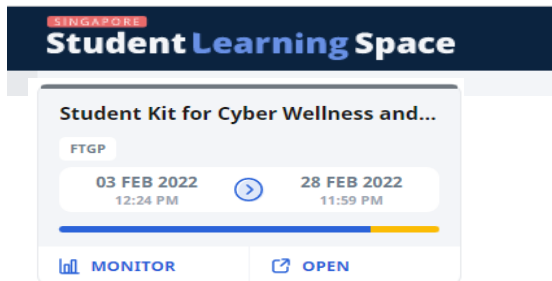 SINGAPORE
Student Learning Space
Student Kit for Cyber Wellness and...
FTGP
03 FEB 2022 28 FEB 2022
12:24 PM 11:59 PM
MONITOR OPEN